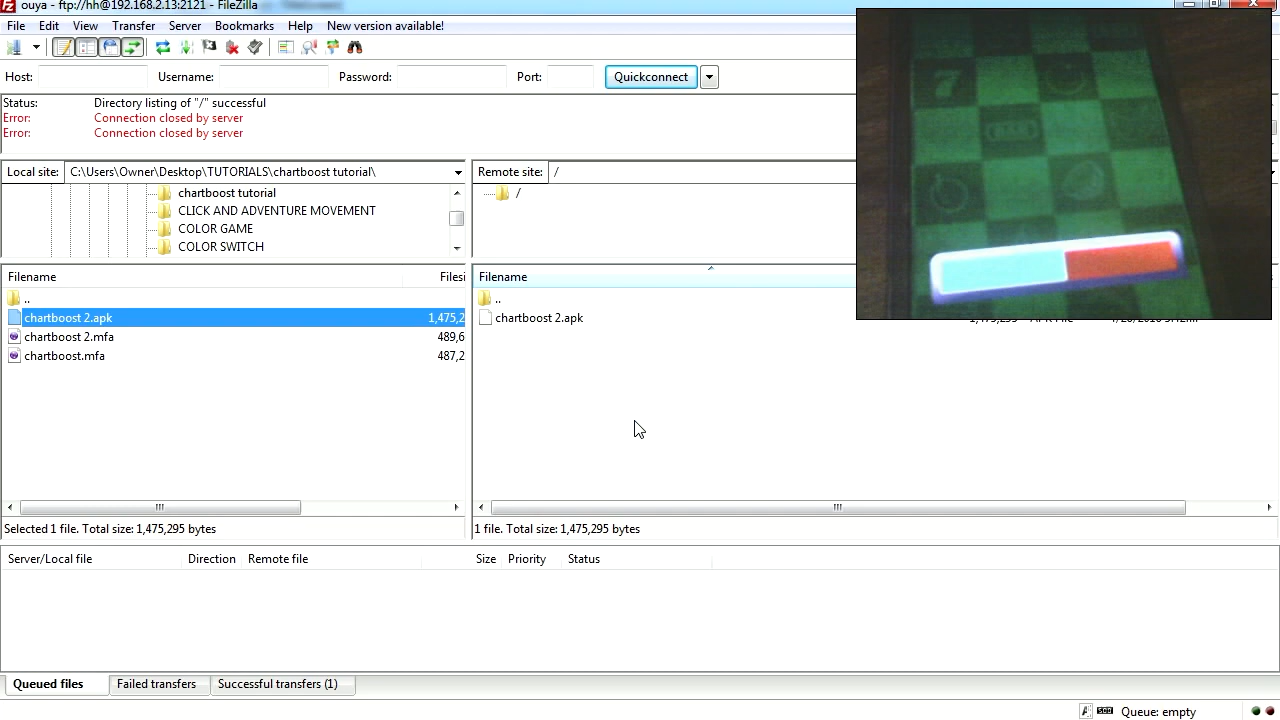 ouya - ftp://hh@192.168.2.13:2121 - FileZilla
File Edit View Transfer Server Bookmarks Help New version available!
Host: Username: Password: Port: Quickconnect
Status: Directory listing of "/" successful
Error: Connection closed by server
Error: Connection closed by server
Local site: C:\Users\Owner\Desktop\TUTORIALS\chartboost tutorial\
Remote site: /
chartboost tutorial
/
CLICK AND ADVENTURE MOVEMENT
COLOR GAME
COLOR SWITCH
Filename Filesi
Filename
..
..
chartboost 2.apk 1,475,2
chartboost 2.apk
chartboost 2.mfa 489,6
chartboost.mfa 487,2
Selected 1 file. Total size: 1,475,295 bytes
1 file. Total size: 1,475,295 bytes
Server/Local file Direction Remote file Size Priority Status
Queued files Failed transfers Successful transfers (1)
Queue: empty